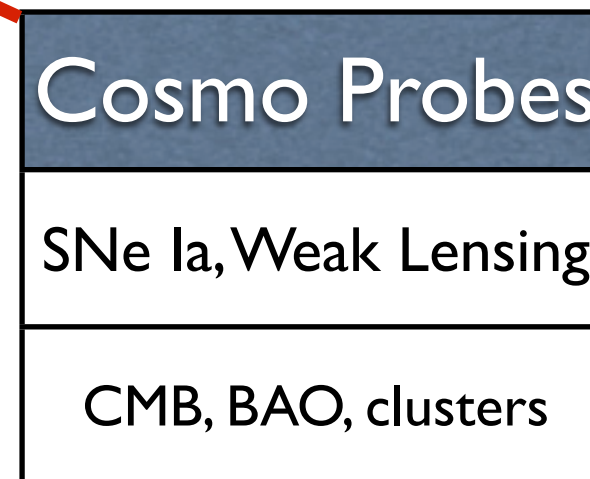 Cosmo Probes
SNe Ia, Weak Lensing
CMB, BAO, clusters